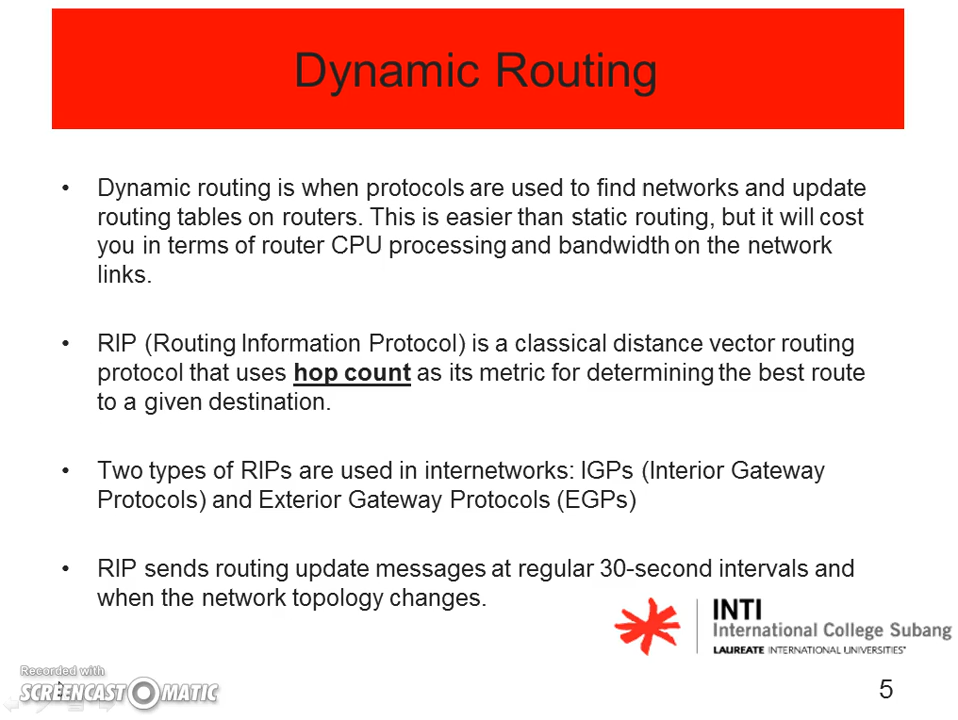 Dynamic Routing
• Dynamic routing is when protocols are used to find networks and update
routing tables on routers. This is easier than static routing, but it will cost
you in terms of router CPU processing and bandwidth on the network
links.
• RIP (Routing Information Protocol) is a classical distance vector routing
protocol that uses hop count as its metric for determining the best route
to a given destination.
• Two types of RIPs are used in internetworks: IGPs (Interior Gateway
Protocols) and Exterior Gateway Protocols (EGPs)
• RIP sends routing update messages at regular 30-second intervals and
when the network topology changes.
INTI
International College Subang
LAUREATE INTERNATIONAL UNIVERSITIES
Recorded with
SCREENCAST-O-MATIC
5